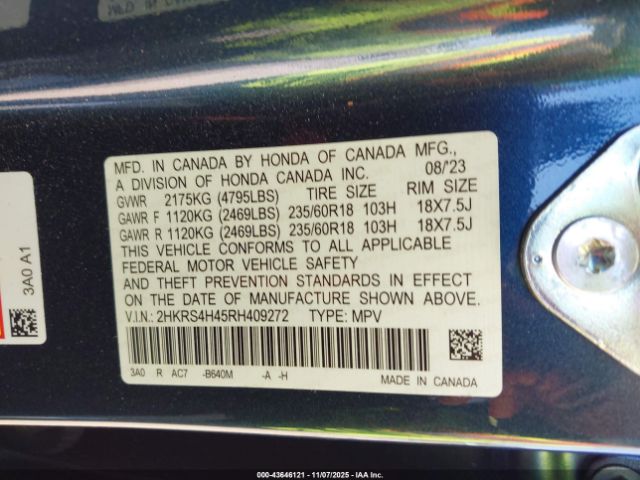 MFD. IN CANADA BY HONDA OF CANADA MFG.,
A DIVISION OF HONDA CANADA INC. 08/'23
GVWR 2175KG (4795LBS) TIRE SIZE RIM SIZE
GAWR F 1120KG (2469LBS) 235/60R18 103H 18X7.5J
GAWR R 1120KG (2469LBS) 235/60R18 103H 18X7.5J
THIS VEHICLE CONFORMS TO ALL APPLICABLE
FEDERAL MOTOR VEHICLE SAFETY
AND THEFT PREVENTION STANDARDS IN EFFECT
ON THE DATE OF MANUFACTURE SHOWN ABOVE.
V.I.N.: 2HKRS4H45RH409272 TYPE: MPV
3A0 R AC7 -B640M -A -H
MADE IN CANADA
3A0 A1
000-43646121 - 11/07/2025 - IAA Inc.